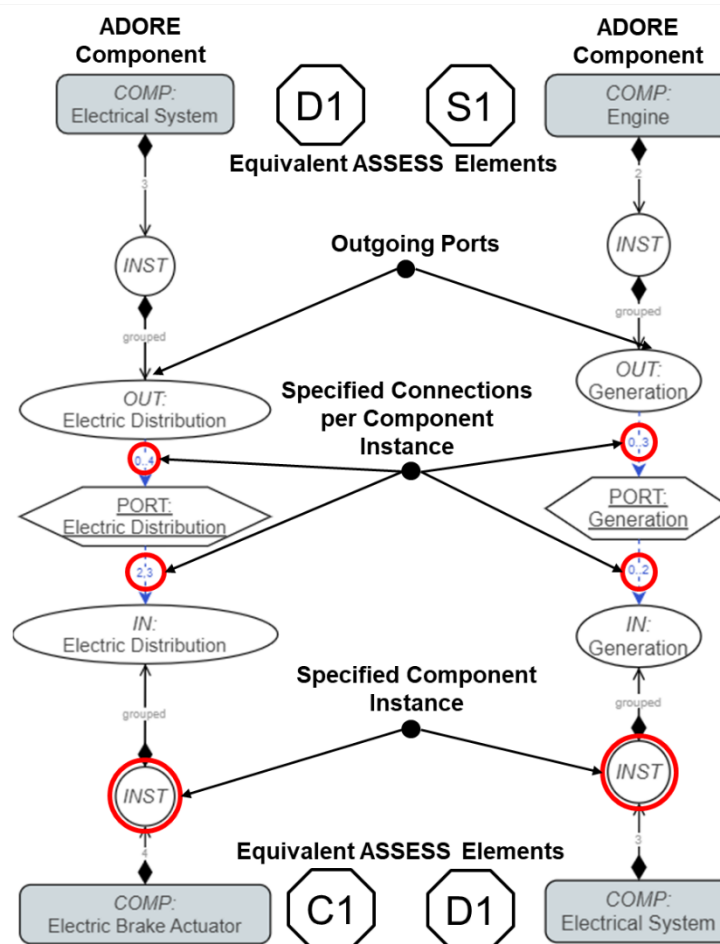 ADORE
Component
COMP:
Electrical System
3
INST
grouped
OUT:
Electric Distribution
0..4
PORT:
Electric Distribution
2,3
IN:
Electric Distribution
grouped
INST
4
COMP:
Electric Brake Actuator
D1
S1
Equivalent ASSESS Elements
Outgoing Ports
Specified Connections
per Component
Instance
Specified Component
Instance
Equivalent ASSESS Elements
C1
D1
ADORE
Component
COMP:
Engine
2
INST
grouped
OUT:
Generation
0..3
PORT:
Generation
0..2
IN:
Generation
grouped
INST
3
COMP:
Electrical System